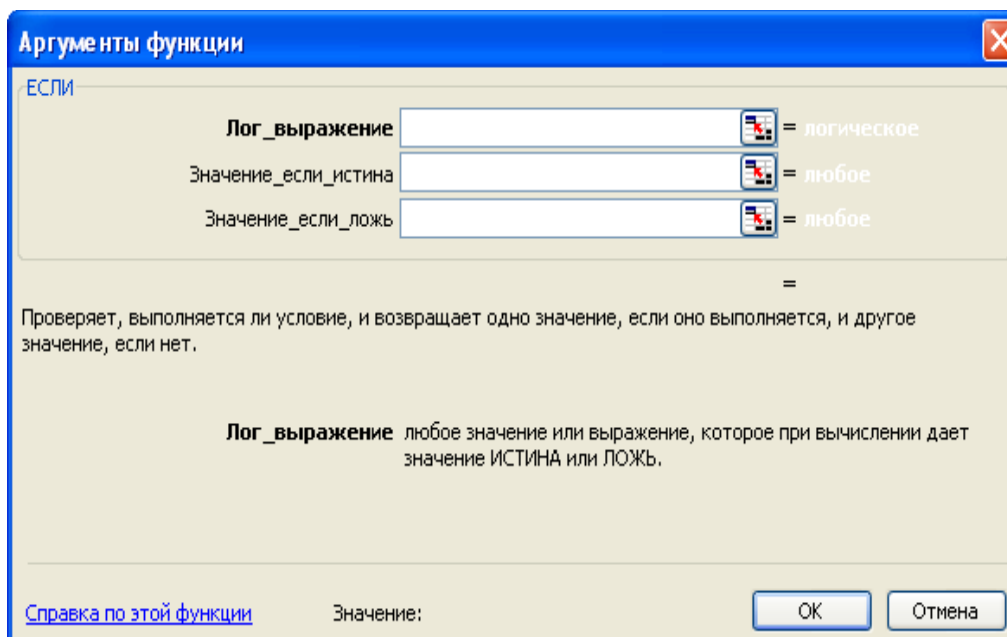 Аргументы функции
ЕСЛИ
Лог_выражение = логическое
Значение_если_истина = любое
Значение_если_ложь = любое
=
Проверяет, выполняется ли условие, и возвращает одно значение, если оно выполняется, и другое
значение, если нет.
Лог_выражение любое значение или выражение, которое при вычислении дает
значение ИСТИНА или ЛОЖЬ.
Справка по этой функции Значение: ОК Отмена